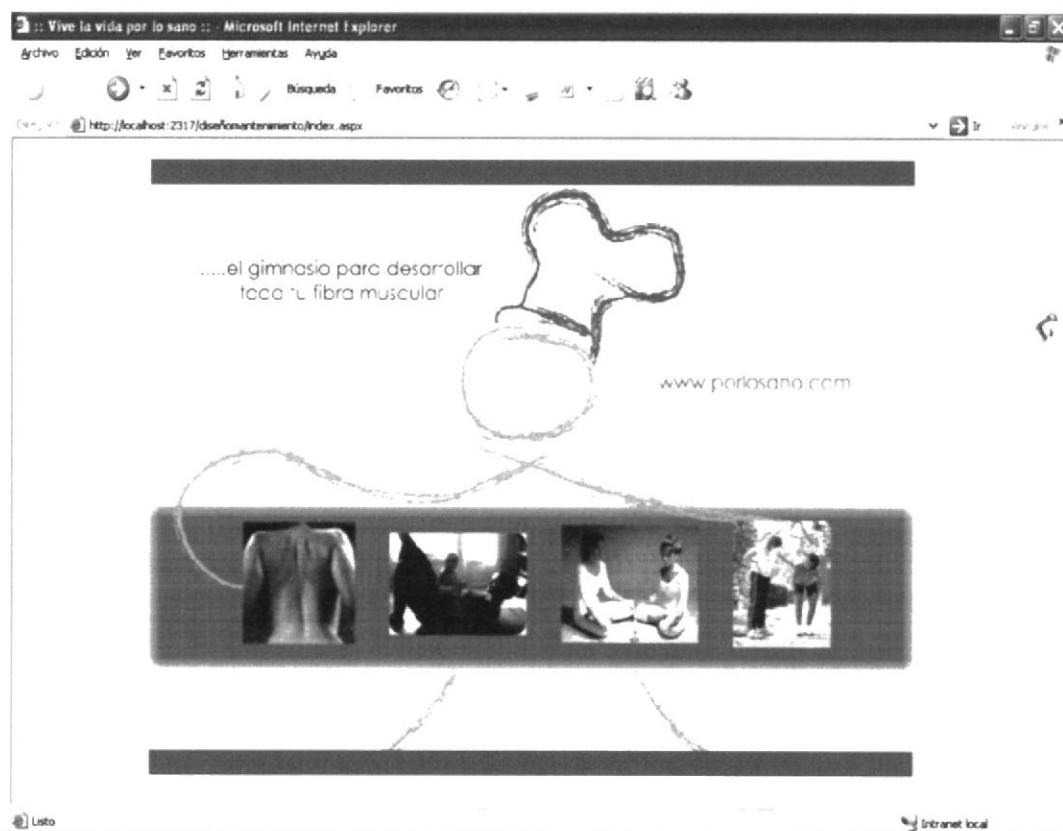 :: Vive la vida por lo sano :: - Microsoft Internet Explorer
Archivo Edición Ver Favoritos Herramientas Ayuda
Búsqueda Favoritos
http://localhost:2317/diseñomantenimiento/index.aspx Ir
.....el gimnasio para desarrollar
toda tu fibra muscular
www.porlosano.com
Listo Intranet local